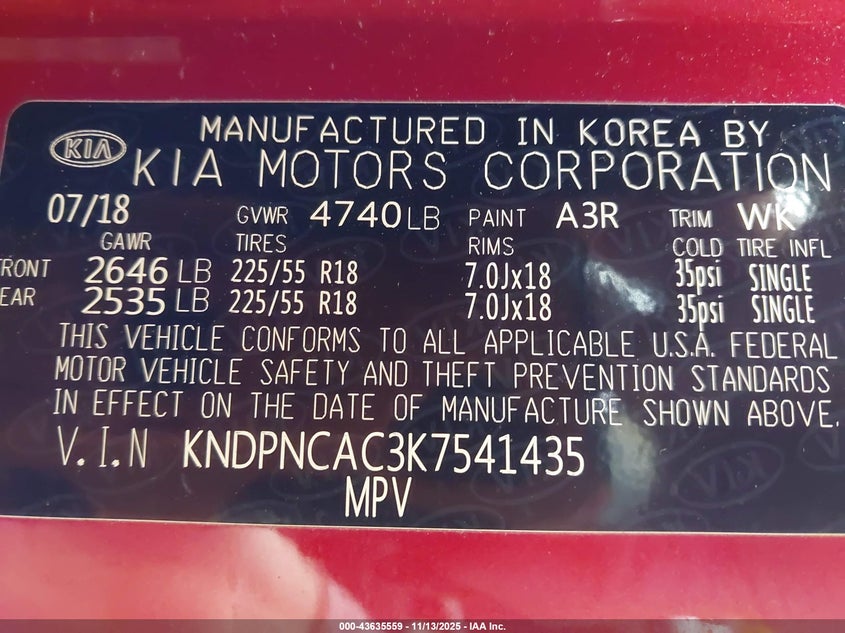 MANUFACTURED IN KOREA BY
KIA KIA MOTORS CORPORATION
07/18 GVWR 4740 LB PAINT A3R TRIM WK
GAWR TIRES RIMS COLD TIRE INFL
RONT 2646 LB 225/55 R18 7.0Jx18 35psi SINGLE
EAR 2535 LB 225/55 R18 7.0Jx18 35psi SINGLE
THIS VEHICLE CONFORMS TO ALL APPLICABLE U.S.A. FEDERAL
MOTOR VEHICLE SAFETY AND THEFT PREVENTION STANDARDS
IN EFFECT ON THE DATE OF MANUFACTURE SHOWN ABOVE.
V.I.N KNDPNCAC3K7541435
MPV
000-43635559 - 11/13/2025 - IAA Inc.